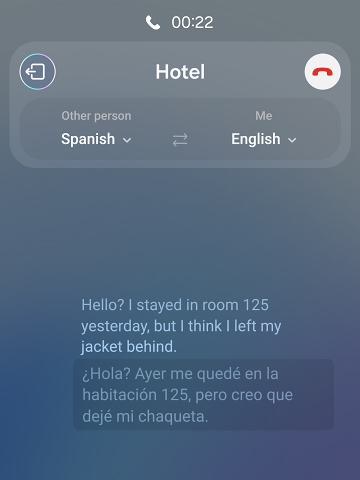 00:22
Hotel
Other person
Me
Spanish
English
Hello? I stayed in room 125
yesterday, but I think I left my
jacket behind.
¿Hola? Ayer me quedé en la
habitación 125, pero creo que
dejé mi chaqueta.